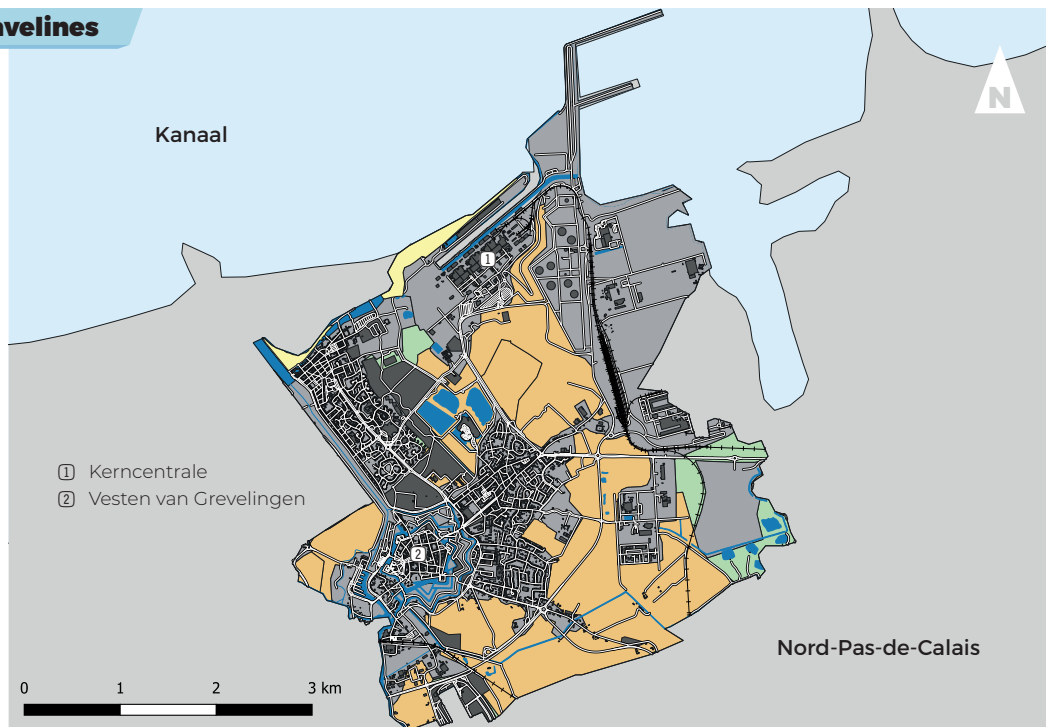 avelines
Kanaal
N
1
1 Kerncentrale
2 Vesten van Grevelingen
2
Nord-Pas-de-Calais
0 1 2 3 km